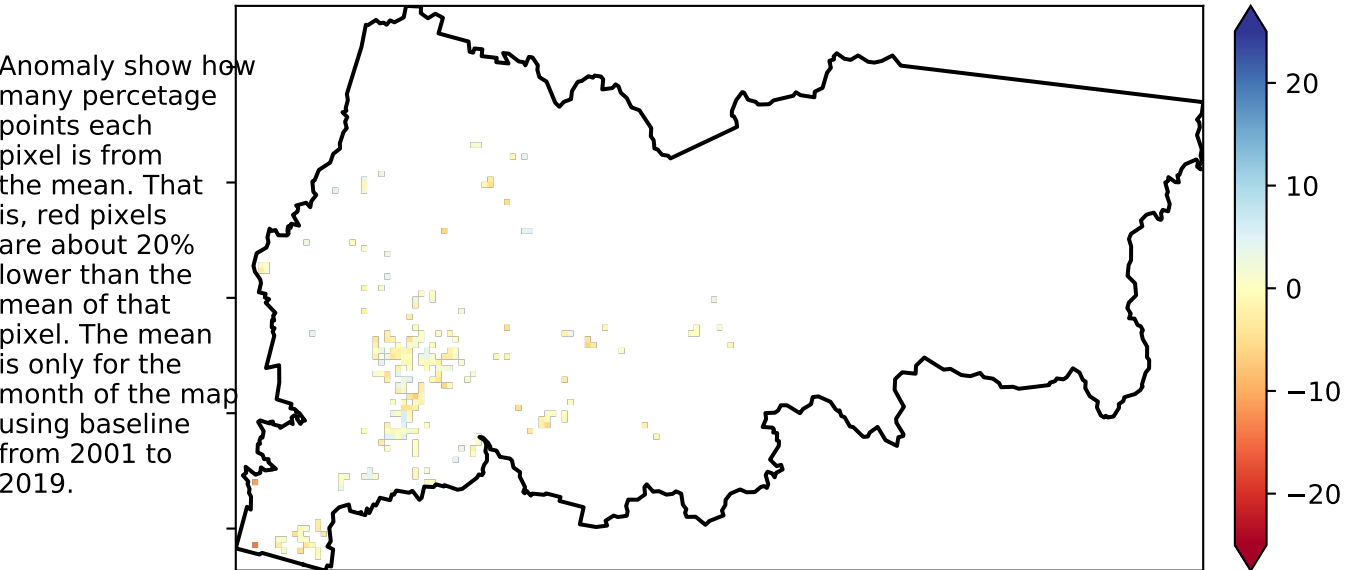 Anomaly show how
many percetage
points each
pixel is from
the mean. That
is, red pixels
are about 20%
lower than the
mean of that
pixel. The mean
is only for the
month of the map
using baseline
from 2001 to
2019.
20
10
0
−10
−20